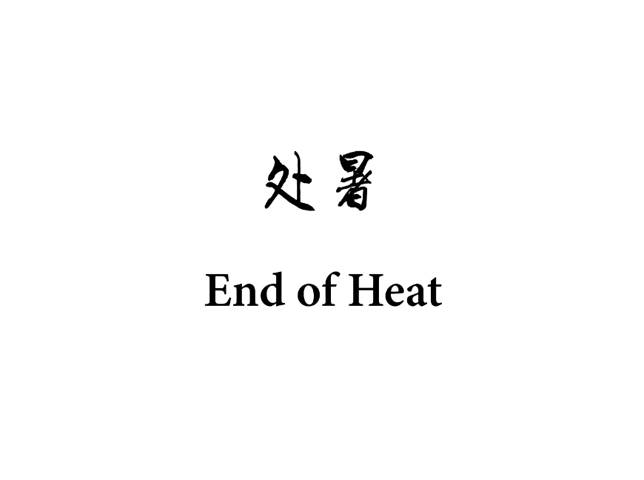 处暑
End of Heat